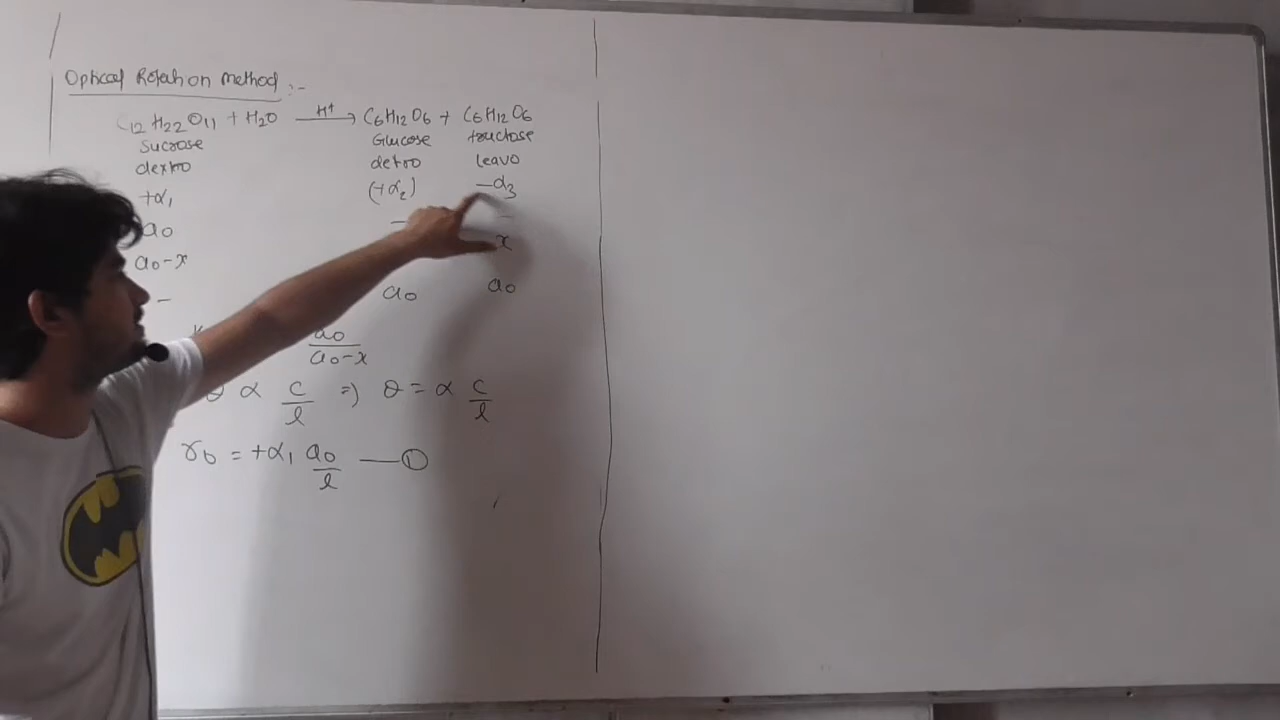 Optical Rotation method :-
C12 H22 O11 + H2O —H+→ C6H12O6 + C6H12O6
Sucrose Glucose fructose
dextro detro leavo
+α1 (+α2) -α3
a0 - -
a0-x x
- a0 a0
a0/a0-x
θ α c/l => θ = α c/l
r0 = +α1 a0/l — ①